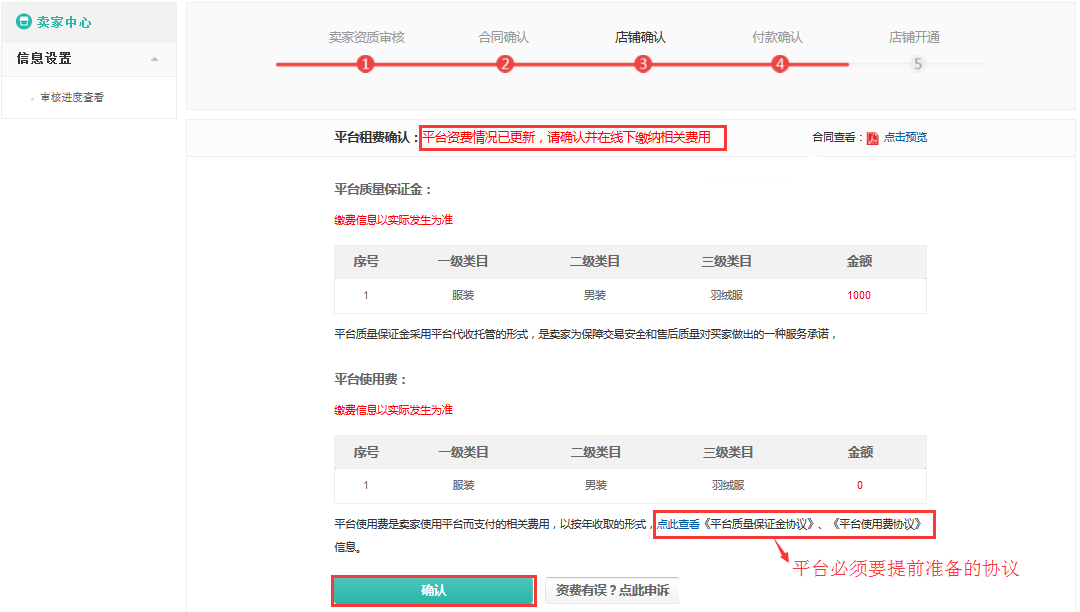 卖家中心
信息设置
审核进度查看
卖家资质审核 合同确认 店铺确认 付款确认 店铺开通
1 2 3 4 5
平台租费确认：平台资费情况已更新，请确认并在线下缴纳相关费用 合同查看： 点击预览
平台质量保证金：
缴费信息以实际发生为准
序号 一级类目 二级类目 三级类目 金额
1 服装 男装 羽绒服 1000
平台质量保证金采用平台代收托管的形式，是卖家为保障交易安全和售后质量对买家做出的一种服务承诺，
平台使用费：
缴费信息以实际发生为准
序号 一级类目 二级类目 三级类目 金额
1 服装 男装 羽绒服 0
平台使用费是卖家使用平台而支付的相关费用，以按年收取的形式，点此查看《平台质量保证金协议》、《平台使用费协议》
信息。
平台必须要提前准备的协议
确认 资费有误？点此申诉